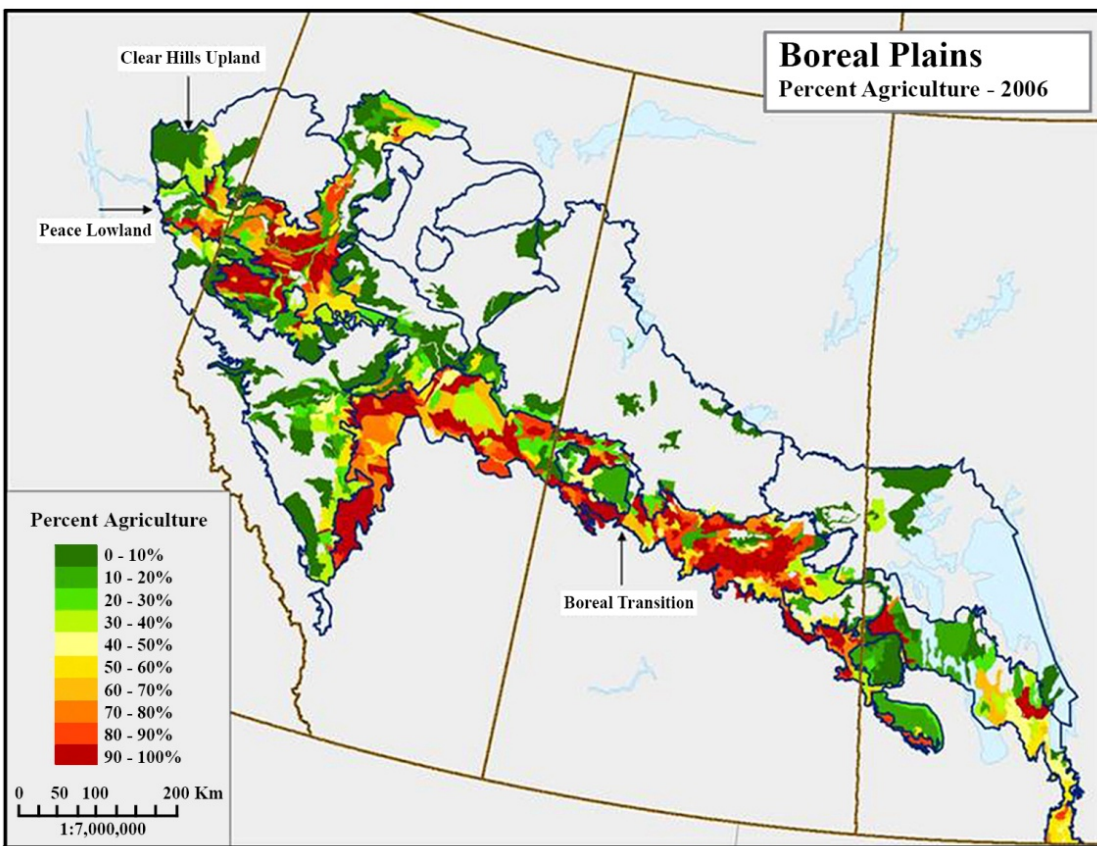 Boreal Plains
Percent Agriculture - 2006
Clear Hills Upland
Peace Lowland
Boreal Transition
Percent Agriculture
0 - 10%
10 - 20%
20 - 30%
30 - 40%
40 - 50%
50 - 60%
60 - 70%
70 - 80%
80 - 90%
90 - 100%
0 50 100 200 Km
1:7,000,000